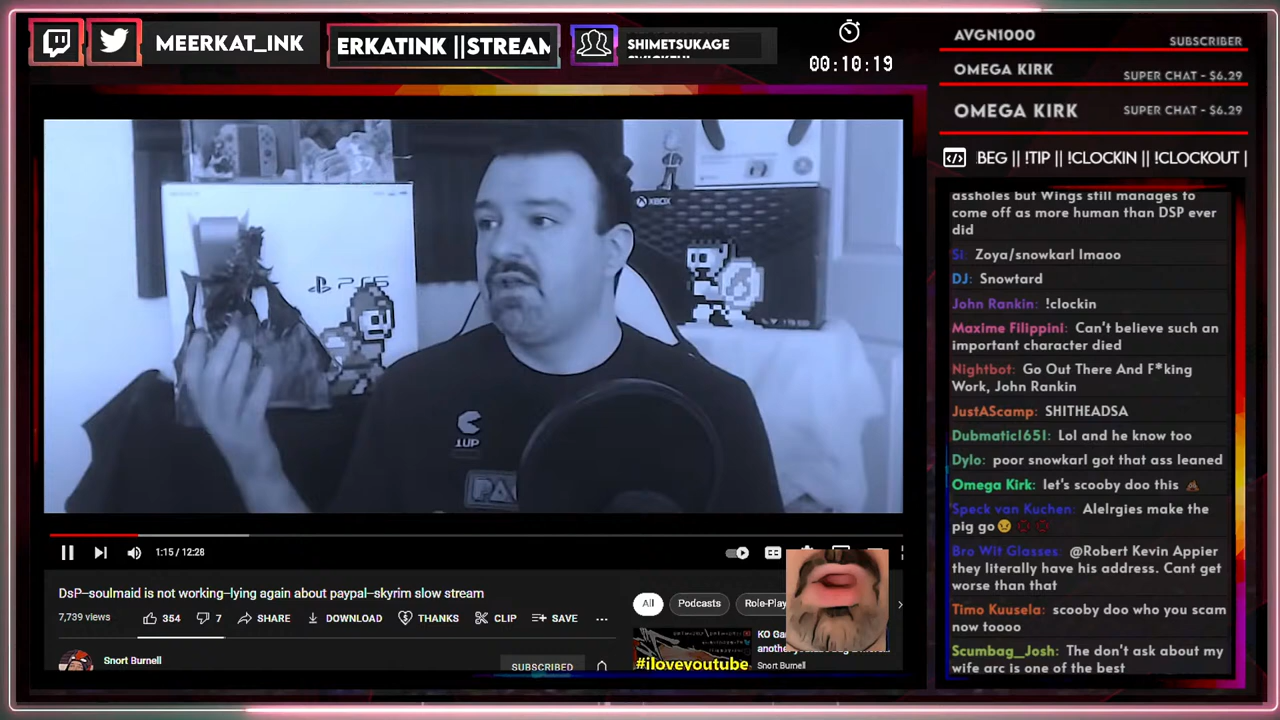 MEERKAT_INK
ERKATINK ||STREAM
SHIMETSUKAGE
00:10:19
AVGN1000 SUBSCRIBER
OMEGA KIRK SUPER CHAT - $6.29
OMEGA KIRK SUPER CHAT - $6.29
BEG || !TIP || !CLOCKIN || !CLOCKOUT |
assholes but Wings still manages to
come off as more human than DSP ever
did
Si: Zoya/snowkarl lmaoo
DJ: Snowtard
John Rankin: !clockin
Maxime Filippini: Can't believe such an
important character died
Nightbot: Go Out There And F*king
Work, John Rankin
JustAScamp: SHITHEADSA
Dubmatic1651: Lol and he know too
Dylo: poor snowkarl got that ass leaned
Omega Kirk: let's scooby doo this
Speck van Kuchen: Alelrgies make the
pig go
Bro Wit Glasses: @Robert Kevin Appier
they literally have his address. Cant get
worse than that
Timo Kuusela: scooby doo who you scam
now toooo
Scumbag_Josh: The don't ask about my
wife arc is one of the best
XBOX
PS5
1UP
PA
1:15 / 12:28
DsP–soulmaid is not working–lying again about paypal–skyrim slow stream
7,739 views 354 7 SHARE DOWNLOAD THANKS CLIP SAVE
Snort Burnell
SUBSCRIBED
All Podcasts Role-Play
KO Ga
Snort Burnell
#iloveyoutube